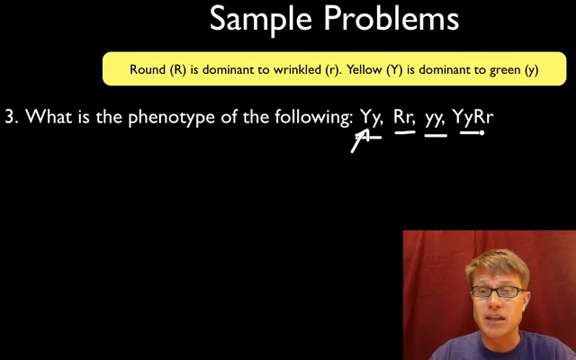 Sample Problems
Round (R) is dominant to wrinkled (r). Yellow (Y) is dominant to green (y)
3. What is the phenotype of the following: Yy, Rr, yy, YyRr